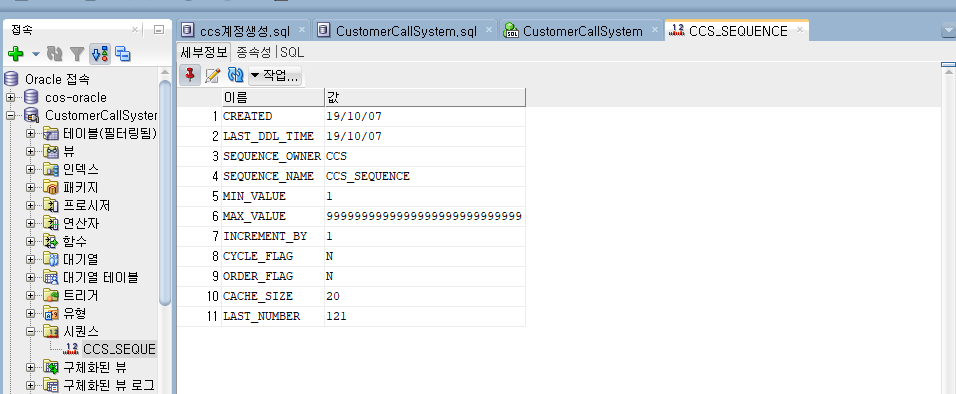 접속
ccs계정생성.sql
CustomerCallSystem.sql
CustomerCallSystem
CCS_SEQUENCE
세부정보 종속성 SQL
작업...
Oracle 접속
cos-oracle
CustomerCallSyster
테이블(필터링됨)
뷰
인덱스
패키지
프로시저
연산자
함수
대기열
대기열 테이블
트리거
유형
시퀀스
CCS_SEQUE
구체화된 뷰
구체화된 뷰 로그
이름 값
1 CREATED 19/10/07
2 LAST_DDL_TIME 19/10/07
3 SEQUENCE_OWNER CCS
4 SEQUENCE_NAME CCS_SEQUENCE
5 MIN_VALUE 1
6 MAX_VALUE 9999999999999999999999999999
7 INCREMENT_BY 1
8 CYCLE_FLAG N
9 ORDER_FLAG N
10 CACHE_SIZE 20
11 LAST_NUMBER 121